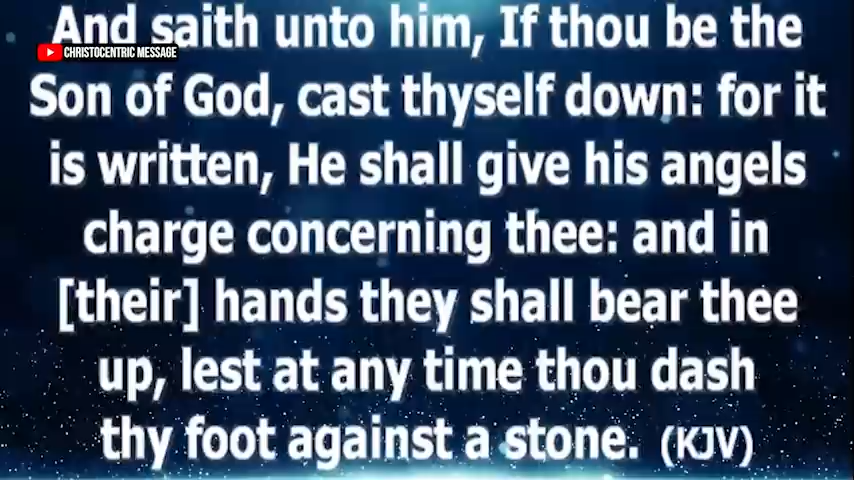 And saith unto him, If thou be the
CHRISTOCENTRIC MESSAGE
Son of God, cast thyself down: for it
is written, He shall give his angels
charge concerning thee: and in
[their] hands they shall bear thee
up, lest at any time thou dash
thy foot against a stone. (KJV)